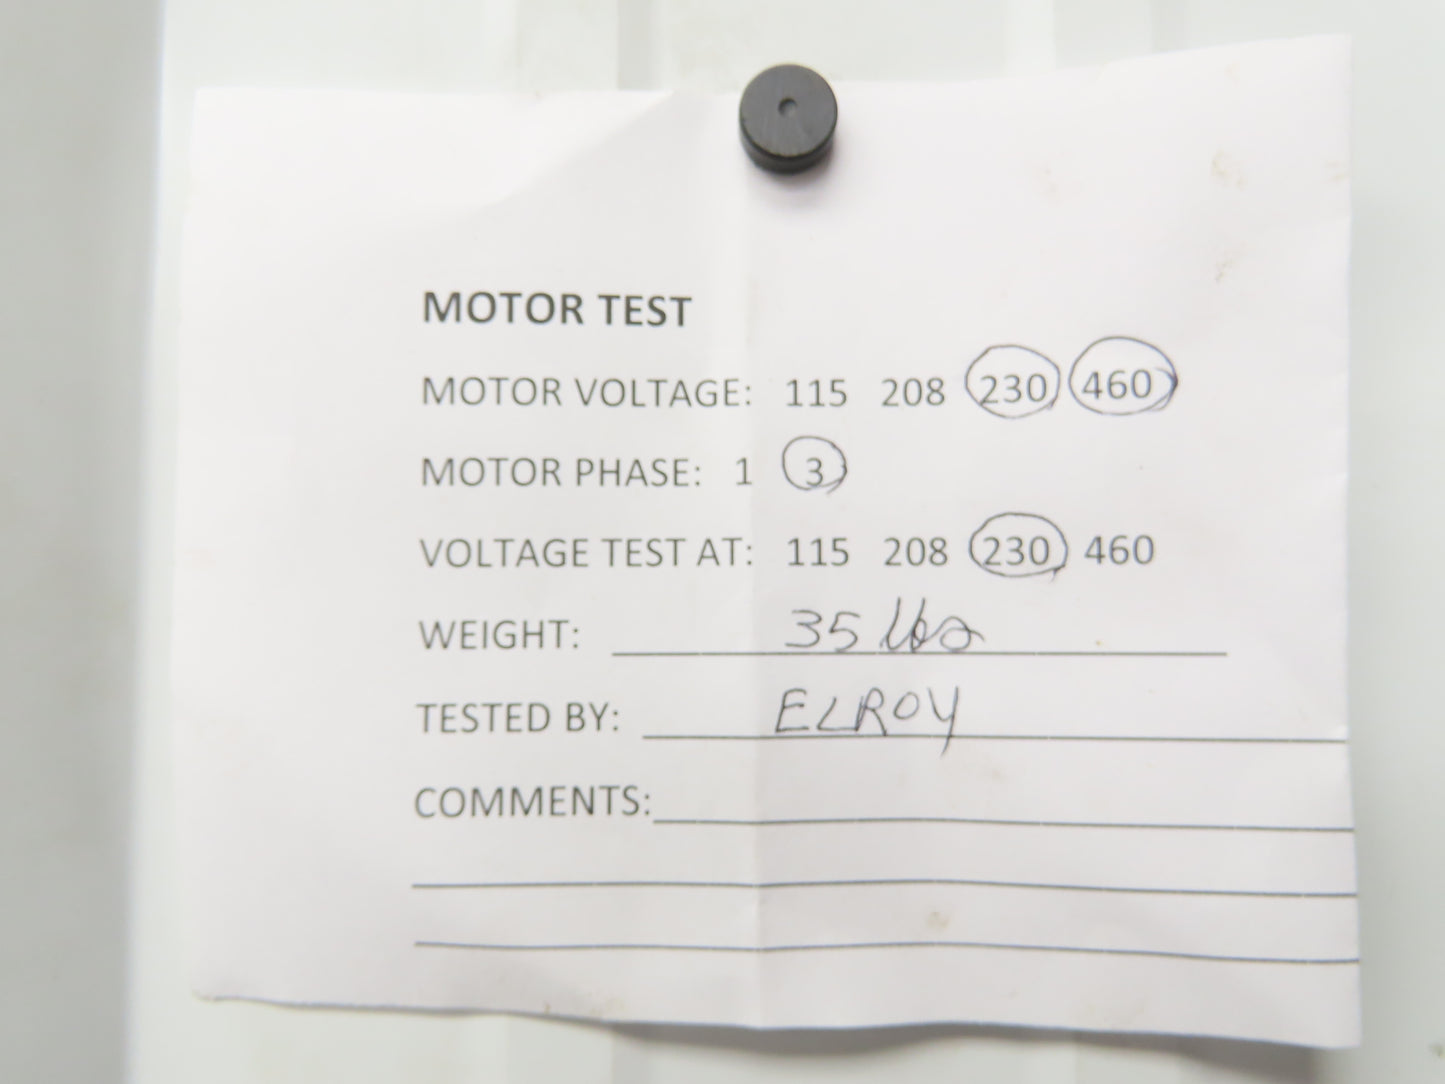 MOTOR TEST
MOTOR VOLTAGE: 115 208 230 460
MOTOR PHASE: 1 3
VOLTAGE TEST AT: 115 208 230 460
WEIGHT: 35 lbs
TESTED BY: ELROY
COMMENTS: